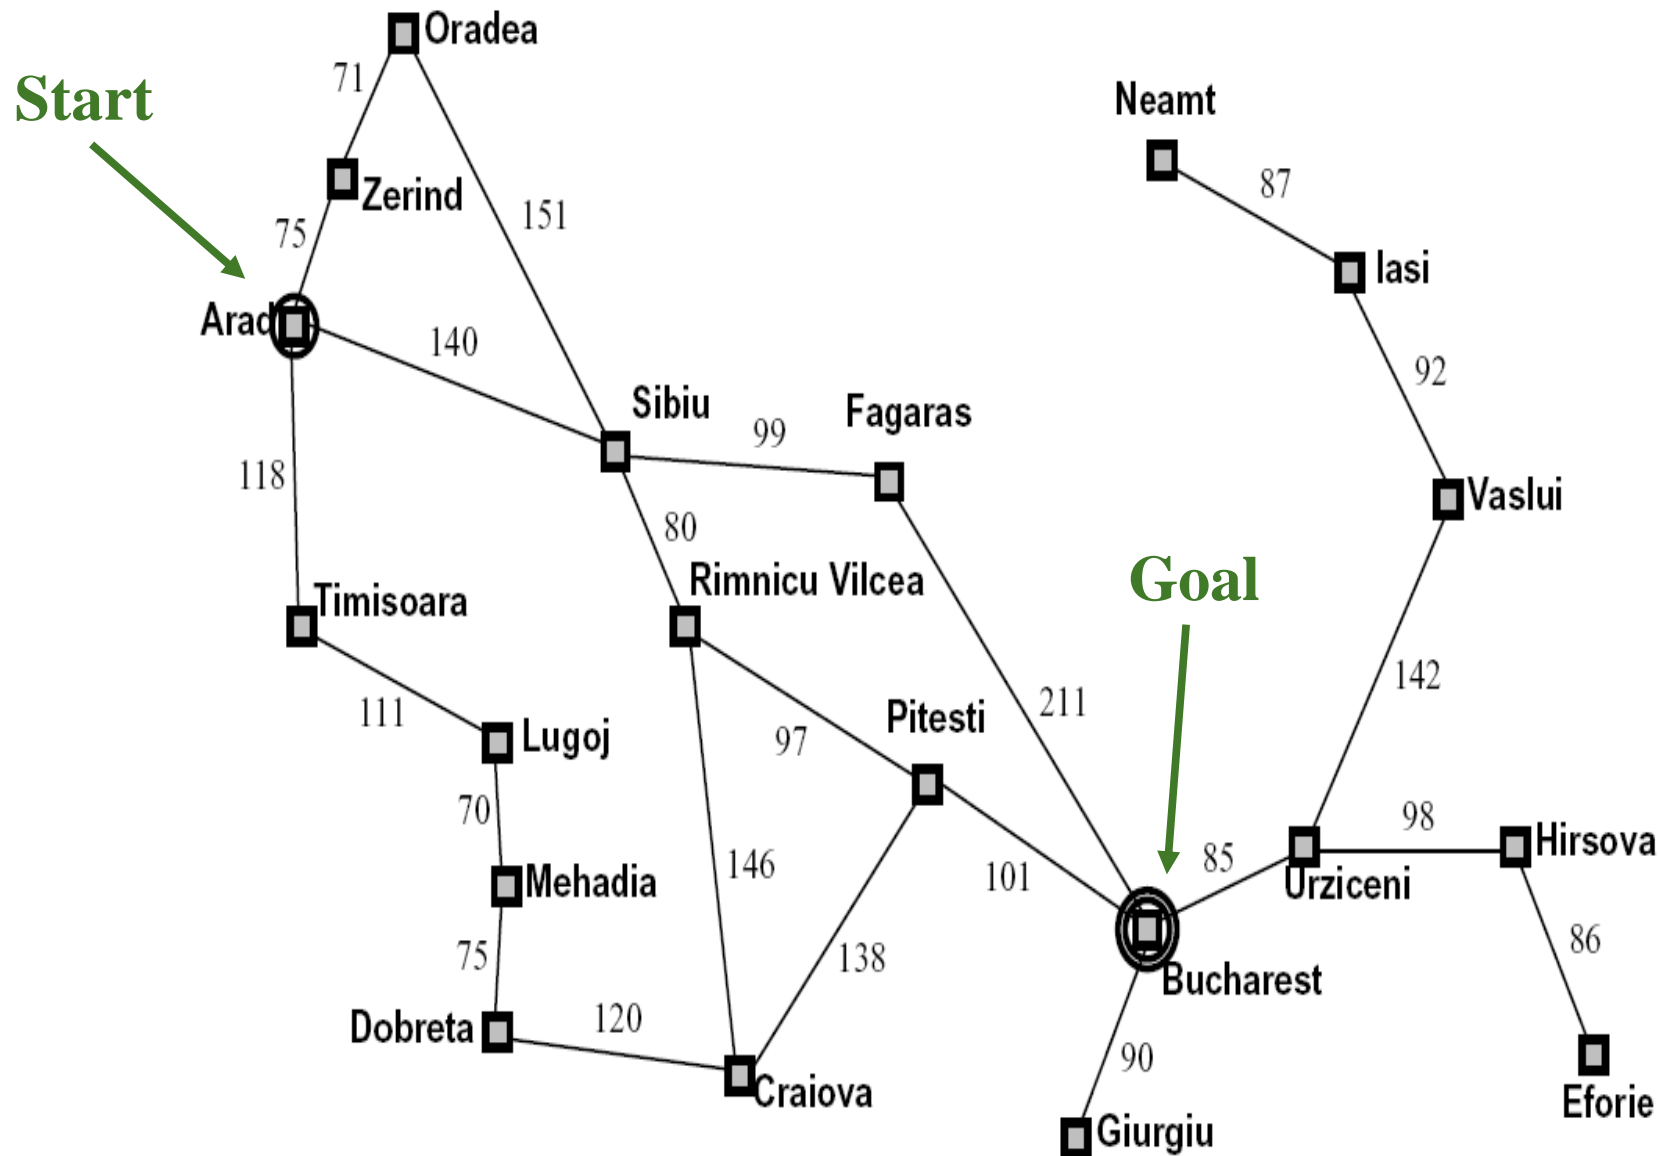 Oradea
71
Start
Neamt
87
Zerind
151
75
Iasi
Arad
140
92
Sibiu
Fagaras
99
118
Vaslui
80
Rimnicu Vilcea
Goal
Timisoara
142
111
211
Pitesti
97
Lugoj
70
98
Hirsova
146
85
101
Mehadia
Urziceni
75
138
86
Bucharest
Dobreta
120
90
Craiova
Eforie
Giurgiu